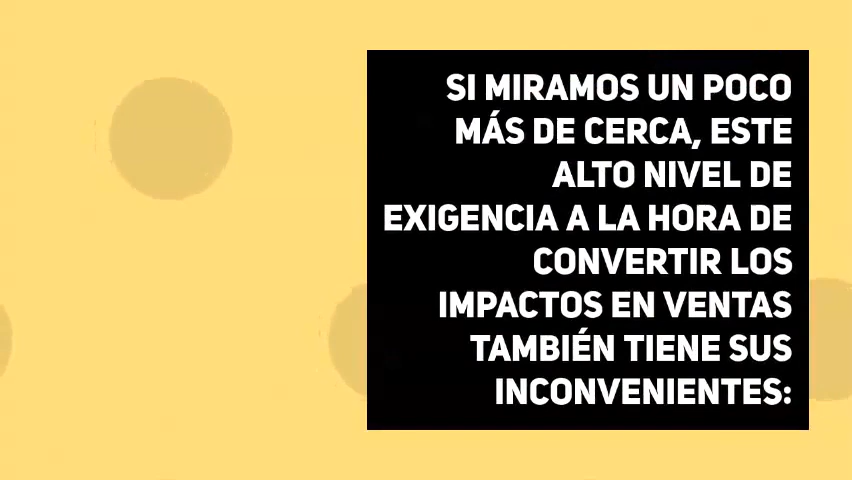 SI MIRAMOS UN POCO
MÁS DE CERCA, ESTE
ALTO NIVEL DE
EXIGENCIA A LA HORA DE
CONVERTIR LOS
IMPACTOS EN VENTAS
TAMBIÉN TIENE SUS
INCONVENIENTES: